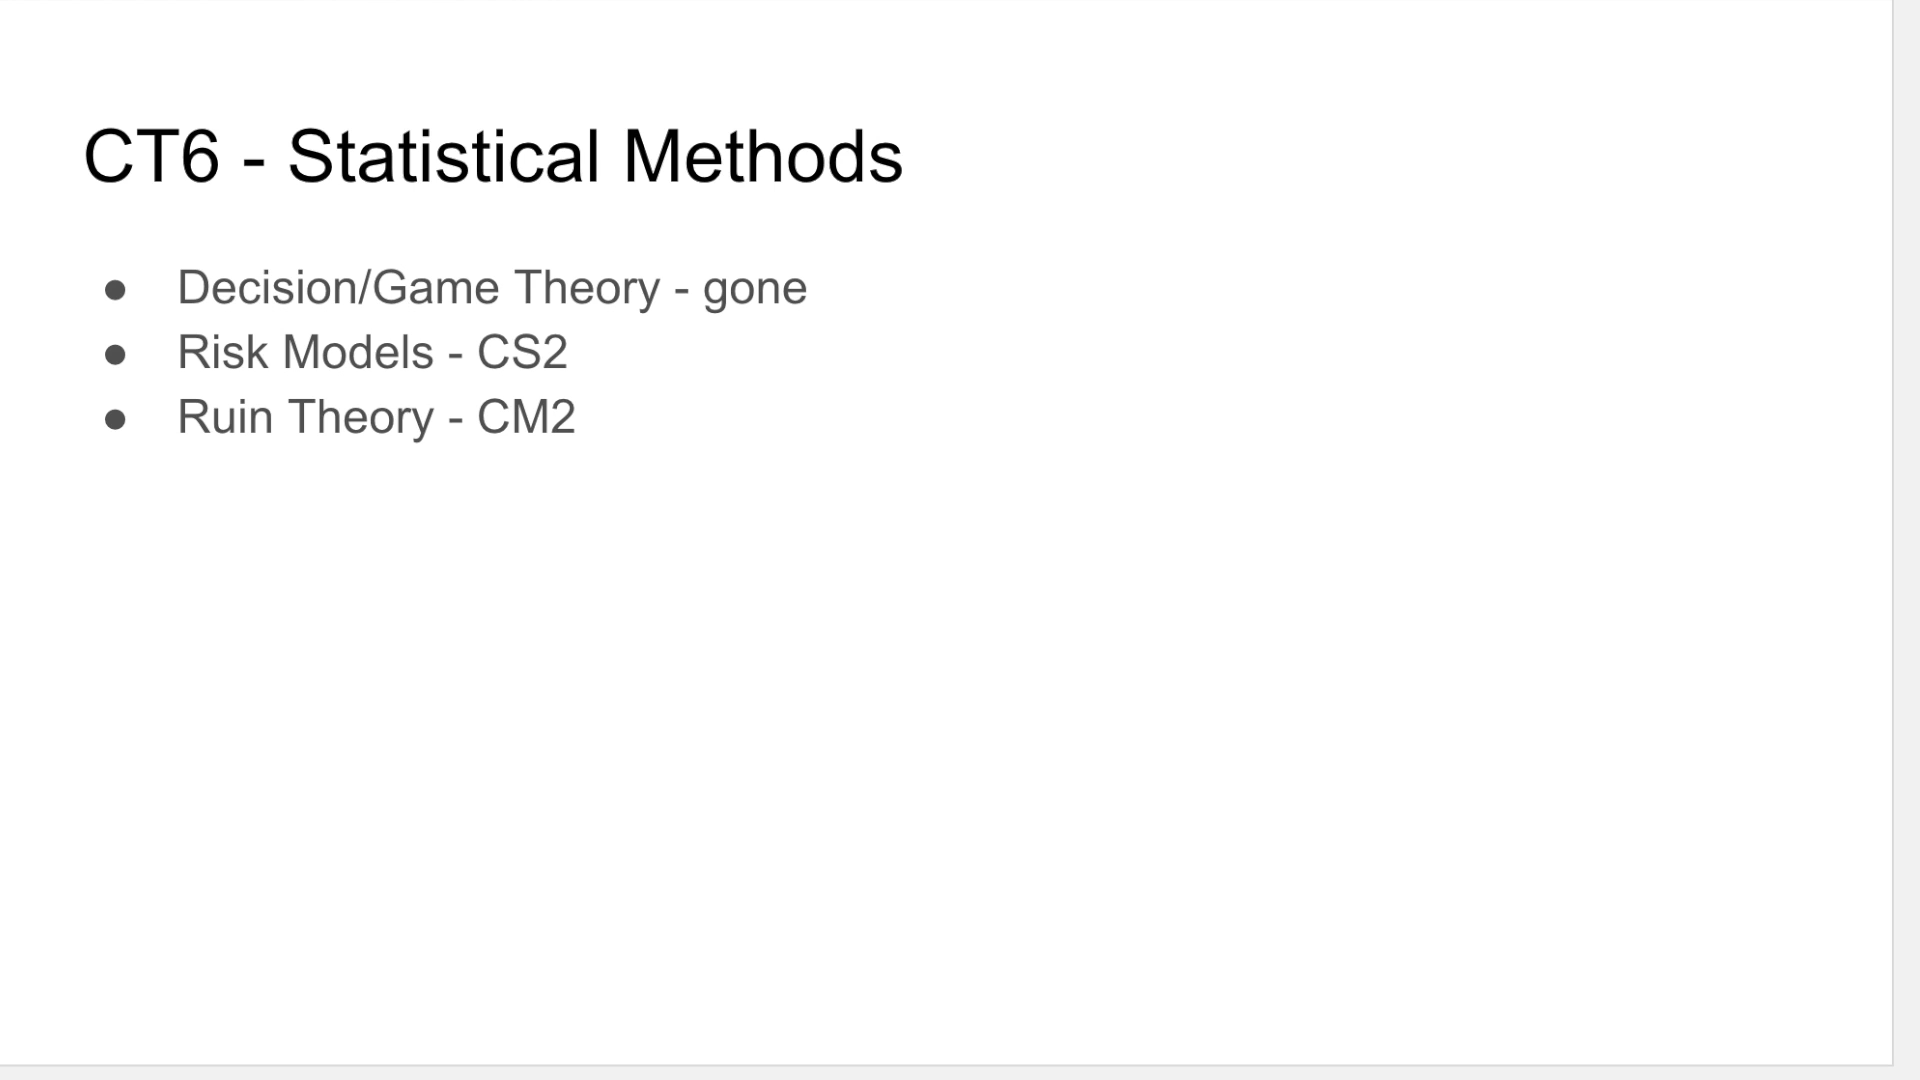 CT6 - Statistical Methods
● Decision/Game Theory - gone
● Risk Models - CS2
● Ruin Theory - CM2